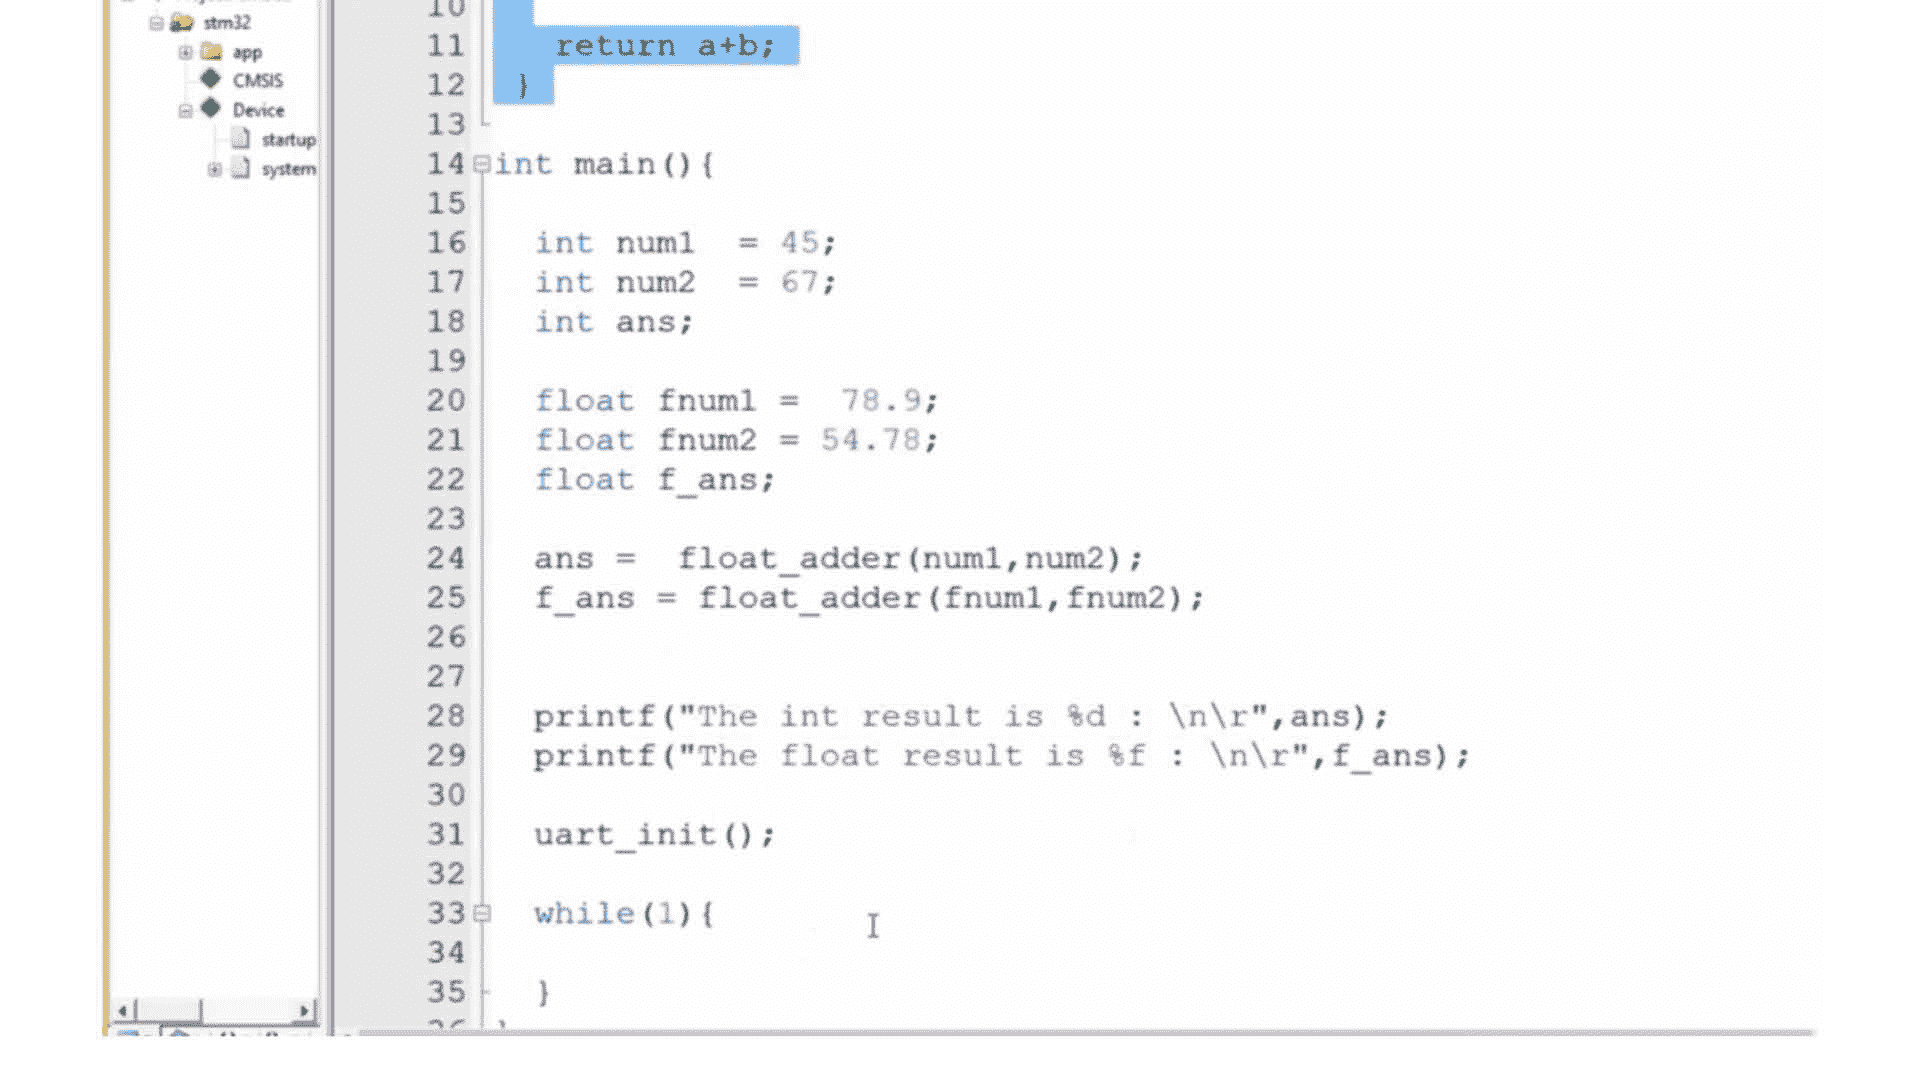 stm32
app
CMSIS
Device
startup
system
10
11 return a+b;
12 }
13
14 int main(){
15
16 int num1 = 45;
17 int num2 = 67;
18 int ans;
19
20 float fnum1 = 78.9;
21 float fnum2 = 54.78;
22 float f_ans;
23
24 ans = float_adder(num1,num2);
25 f_ans = float_adder(fnum1,fnum2);
26
27
28 printf("The int result is %d : \n\r",ans);
29 printf("The float result is %f : \n\r",f_ans);
30
31 uart_init();
32
33 while(1){
34
35 }